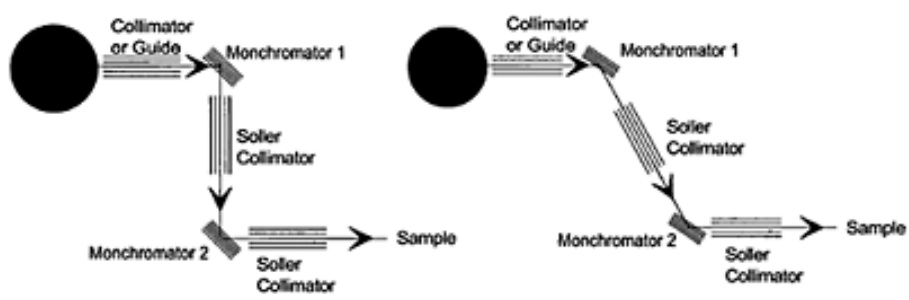 Collimator
or Guide
Monchromator 1
Soller
Collimator
Monchromator 2
Soller
Collimator
Sample
Collimator
or Guide
Monchromator 1
Soller
Collimator
Monchromator 2
Soller
Collimator
Sample